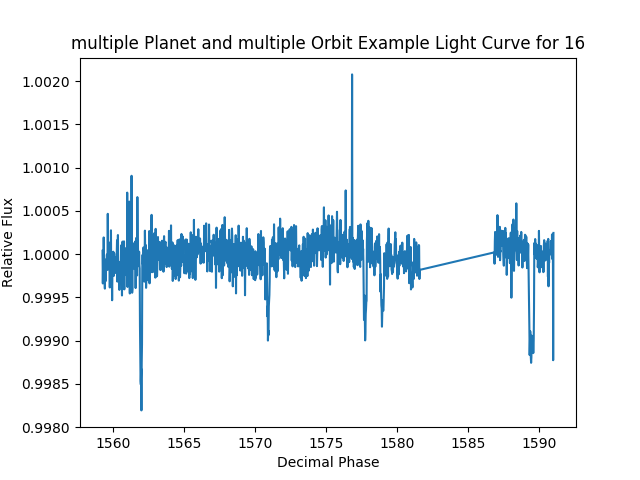 multiple Planet and multiple Orbit Example Light Curve for 16
1.0020
1.0015
1.0010
1.0005
1.0000
0.9995
0.9990
0.9985
0.9980
Relative Flux
1560 1565 1570 1575 1580 1585 1590
Decimal Phase